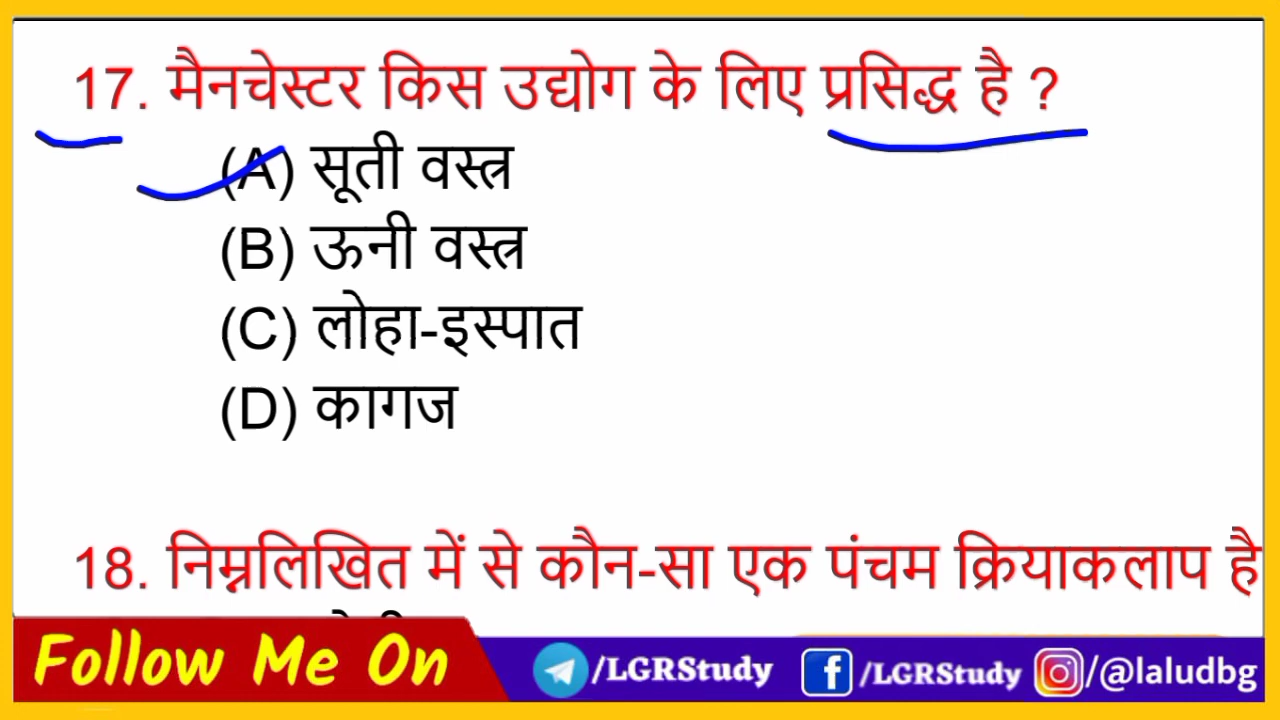 17. मैनचेस्टर किस उद्योग के लिए प्रसिद्ध है ?
(A) सूती वस्त्र
(B) ऊनी वस्त्र
(C) लोहा-इस्पात
(D) कागज
18. निम्नलिखित में से कौन-सा एक पंचम क्रियाकलाप है
Follow Me On
/LGRStudy
/LGRStudy
/@laludbg